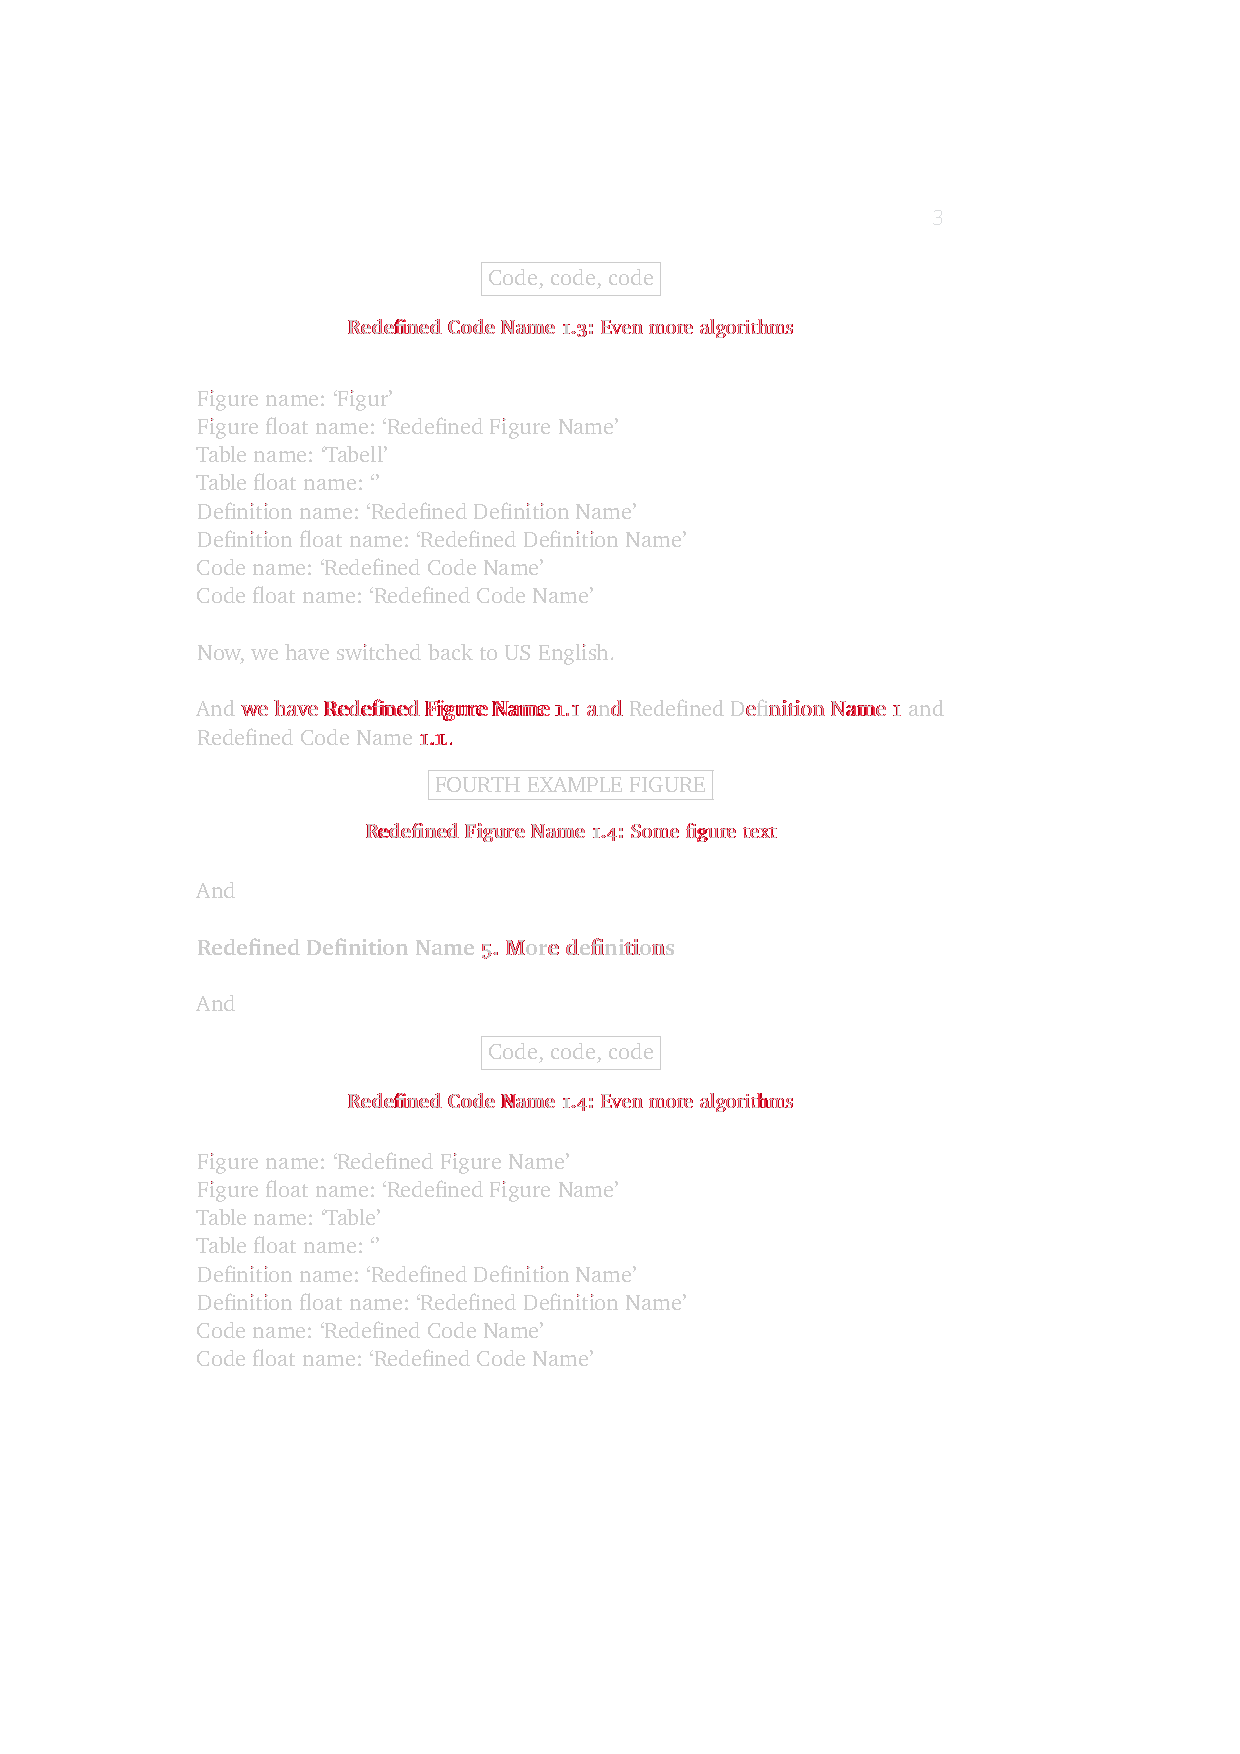 3
Code, code, code
Redefined Code Name 1.3: Even more algorithms
Figure name: ‘Figur’
Figure float name: ‘Redefined Figure Name’
Table name: ‘Tabell’
Table float name: ‘’
Definition name: ‘Redefined Definition Name’
Definition float name: ‘Redefined Definition Name’
Code name: ‘Redefined Code Name’
Code float name: ‘Redefined Code Name’
Now, we have switched back to US English.
And we have Redefined Figure Name 1.1 and Redefined Definition Name 1 and
Redefined Code Name 1.1.
FOURTH EXAMPLE FIGURE
Redefined Figure Name 1.4: Some figure text
And
Redefined Definition Name 5. More definitions
And
Code, code, code
Redefined Code Name 1.4: Even more algorithms
Figure name: ‘Redefined Figure Name’
Figure float name: ‘Redefined Figure Name’
Table name: ‘Table’
Table float name: ‘’
Definition name: ‘Redefined Definition Name’
Definition float name: ‘Redefined Definition Name’
Code name: ‘Redefined Code Name’
Code float name: ‘Redefined Code Name’